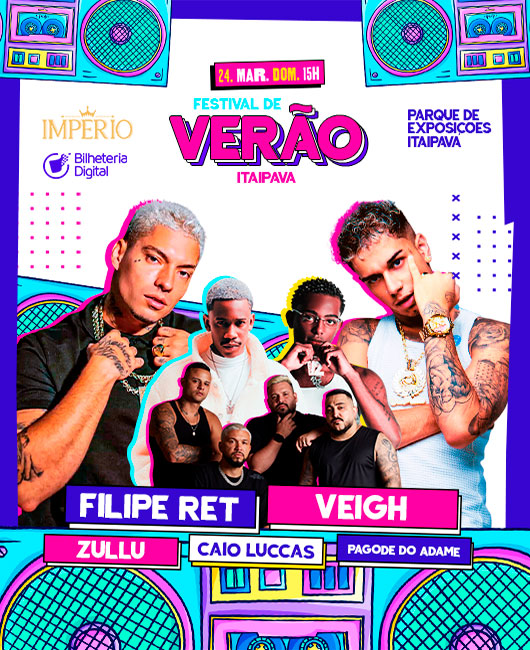 24. MAR. DOM. 15H
FESTIVAL DE
VERÃO
ITAIPAVA
IMPÉRIO
Bilheteria
Digital
PARQUE DE
EXPOSIÇOES
ITAIPAVA
FILIPE RET
VEIGH
ZULLU
CAIO LUCCAS
PAGODE DO ADAME